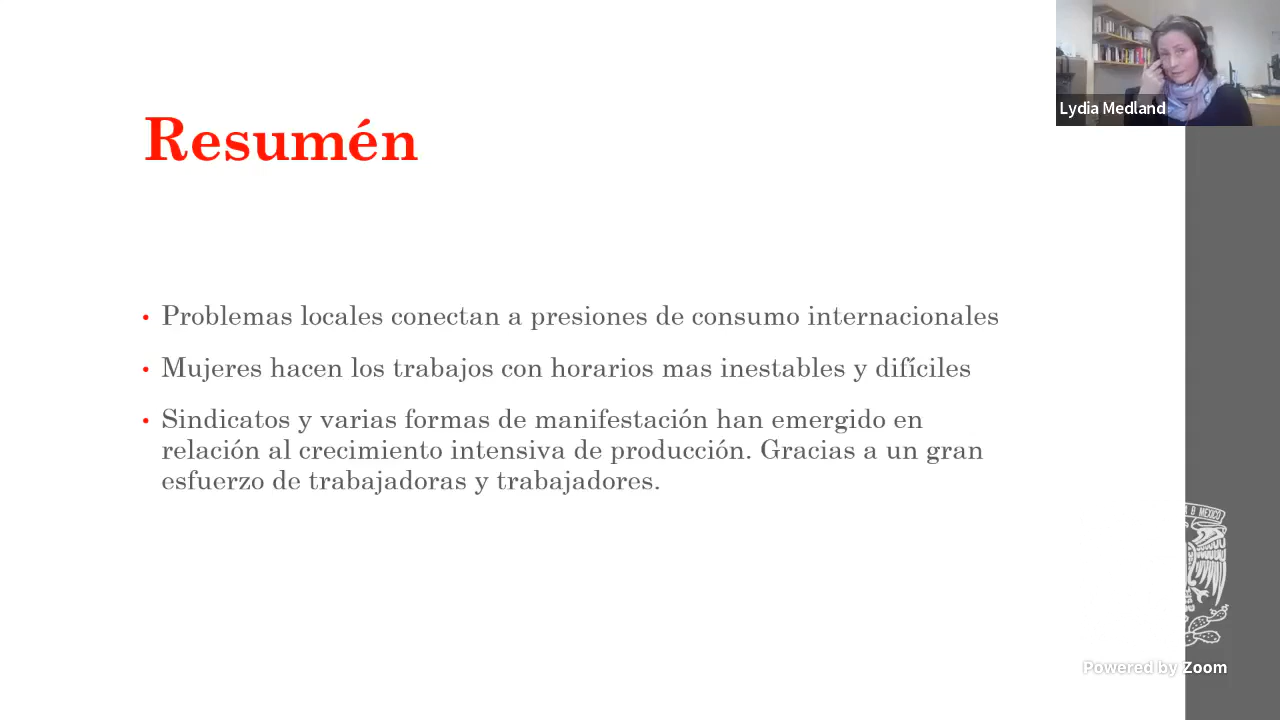 Lydia Medland
Resumén
• Problemas locales conectan a presiones de consumo internacionales
• Mujeres hacen los trabajos con horarios mas inestables y difíciles
• Sindicatos y varias formas de manifestación han emergido en
relación al crecimiento intensiva de producción. Gracias a un gran
esfuerzo de trabajadoras y trabajadores.
MEXICO
Powered by Zoom